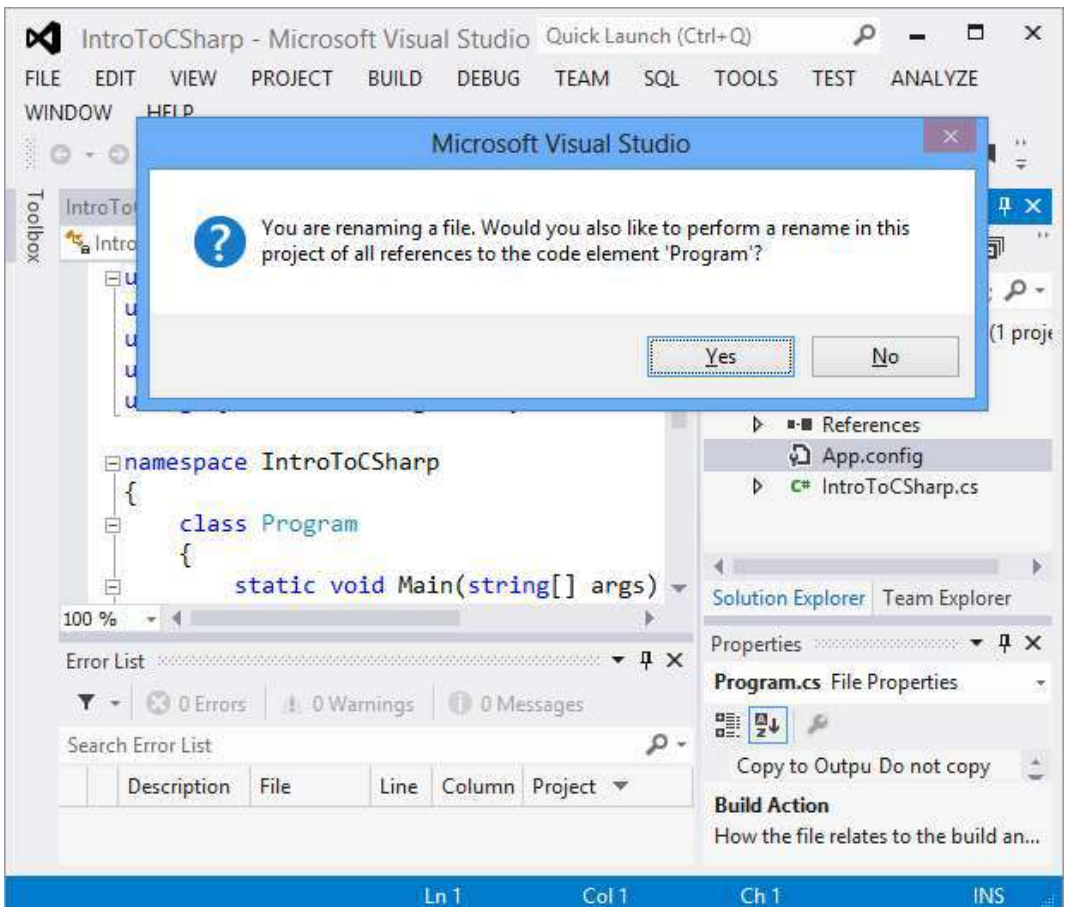 IntroToCSharp - Microsoft Visual Studio Quick Launch (Ctrl+Q)
FILE EDIT VIEW PROJECT BUILD DEBUG TEAM SQL TOOLS TEST ANALYZE
WINDOW HELP
Microsoft Visual Studio
Toolbox
IntroTo
Intro
You are renaming a file. Would you also like to perform a rename in this
project of all references to the code element 'Program'?
Yes No
u
u
u
u
u
(1 proje
References
App.config
C# IntroToCSharp.cs
namespace IntroToCSharp
{
class Program
{
static void Main(string[] args)
100 %
Solution Explorer Team Explorer
Error List
0 Errors 0 Warnings 0 Messages
Search Error List
Description File Line Column Project
Properties
Program.cs File Properties
Copy to Outpu Do not copy
Build Action
How the file relates to the build an...
Ln 1 Col 1 Ch 1 INS